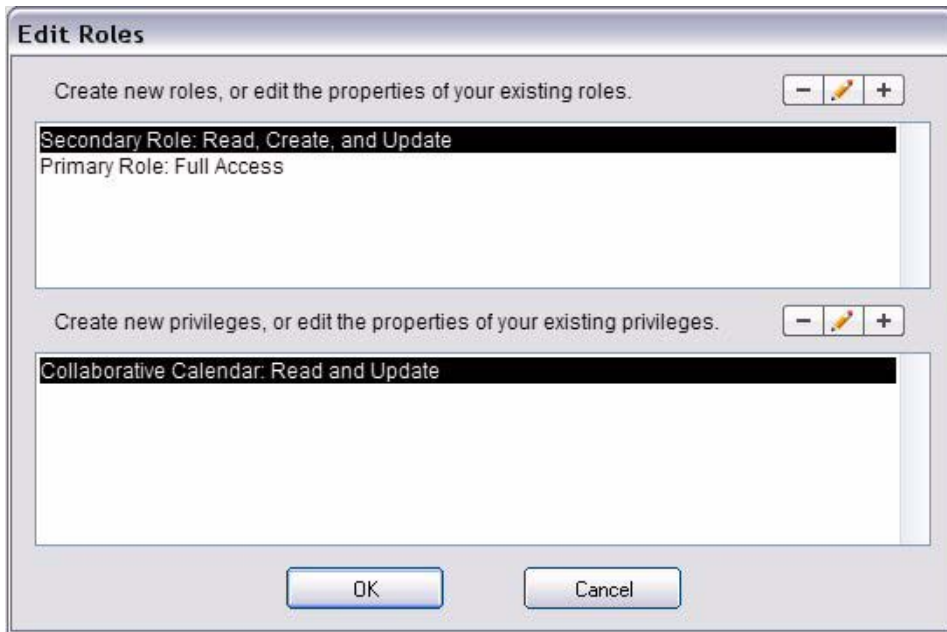 Edit Roles
Create new roles, or edit the properties of your existing roles.
Secondary Role: Read, Create, and Update
Primary Role: Full Access
Create new privileges, or edit the properties of your existing privileges.
Collaborative Calendar: Read and Update
OK Cancel